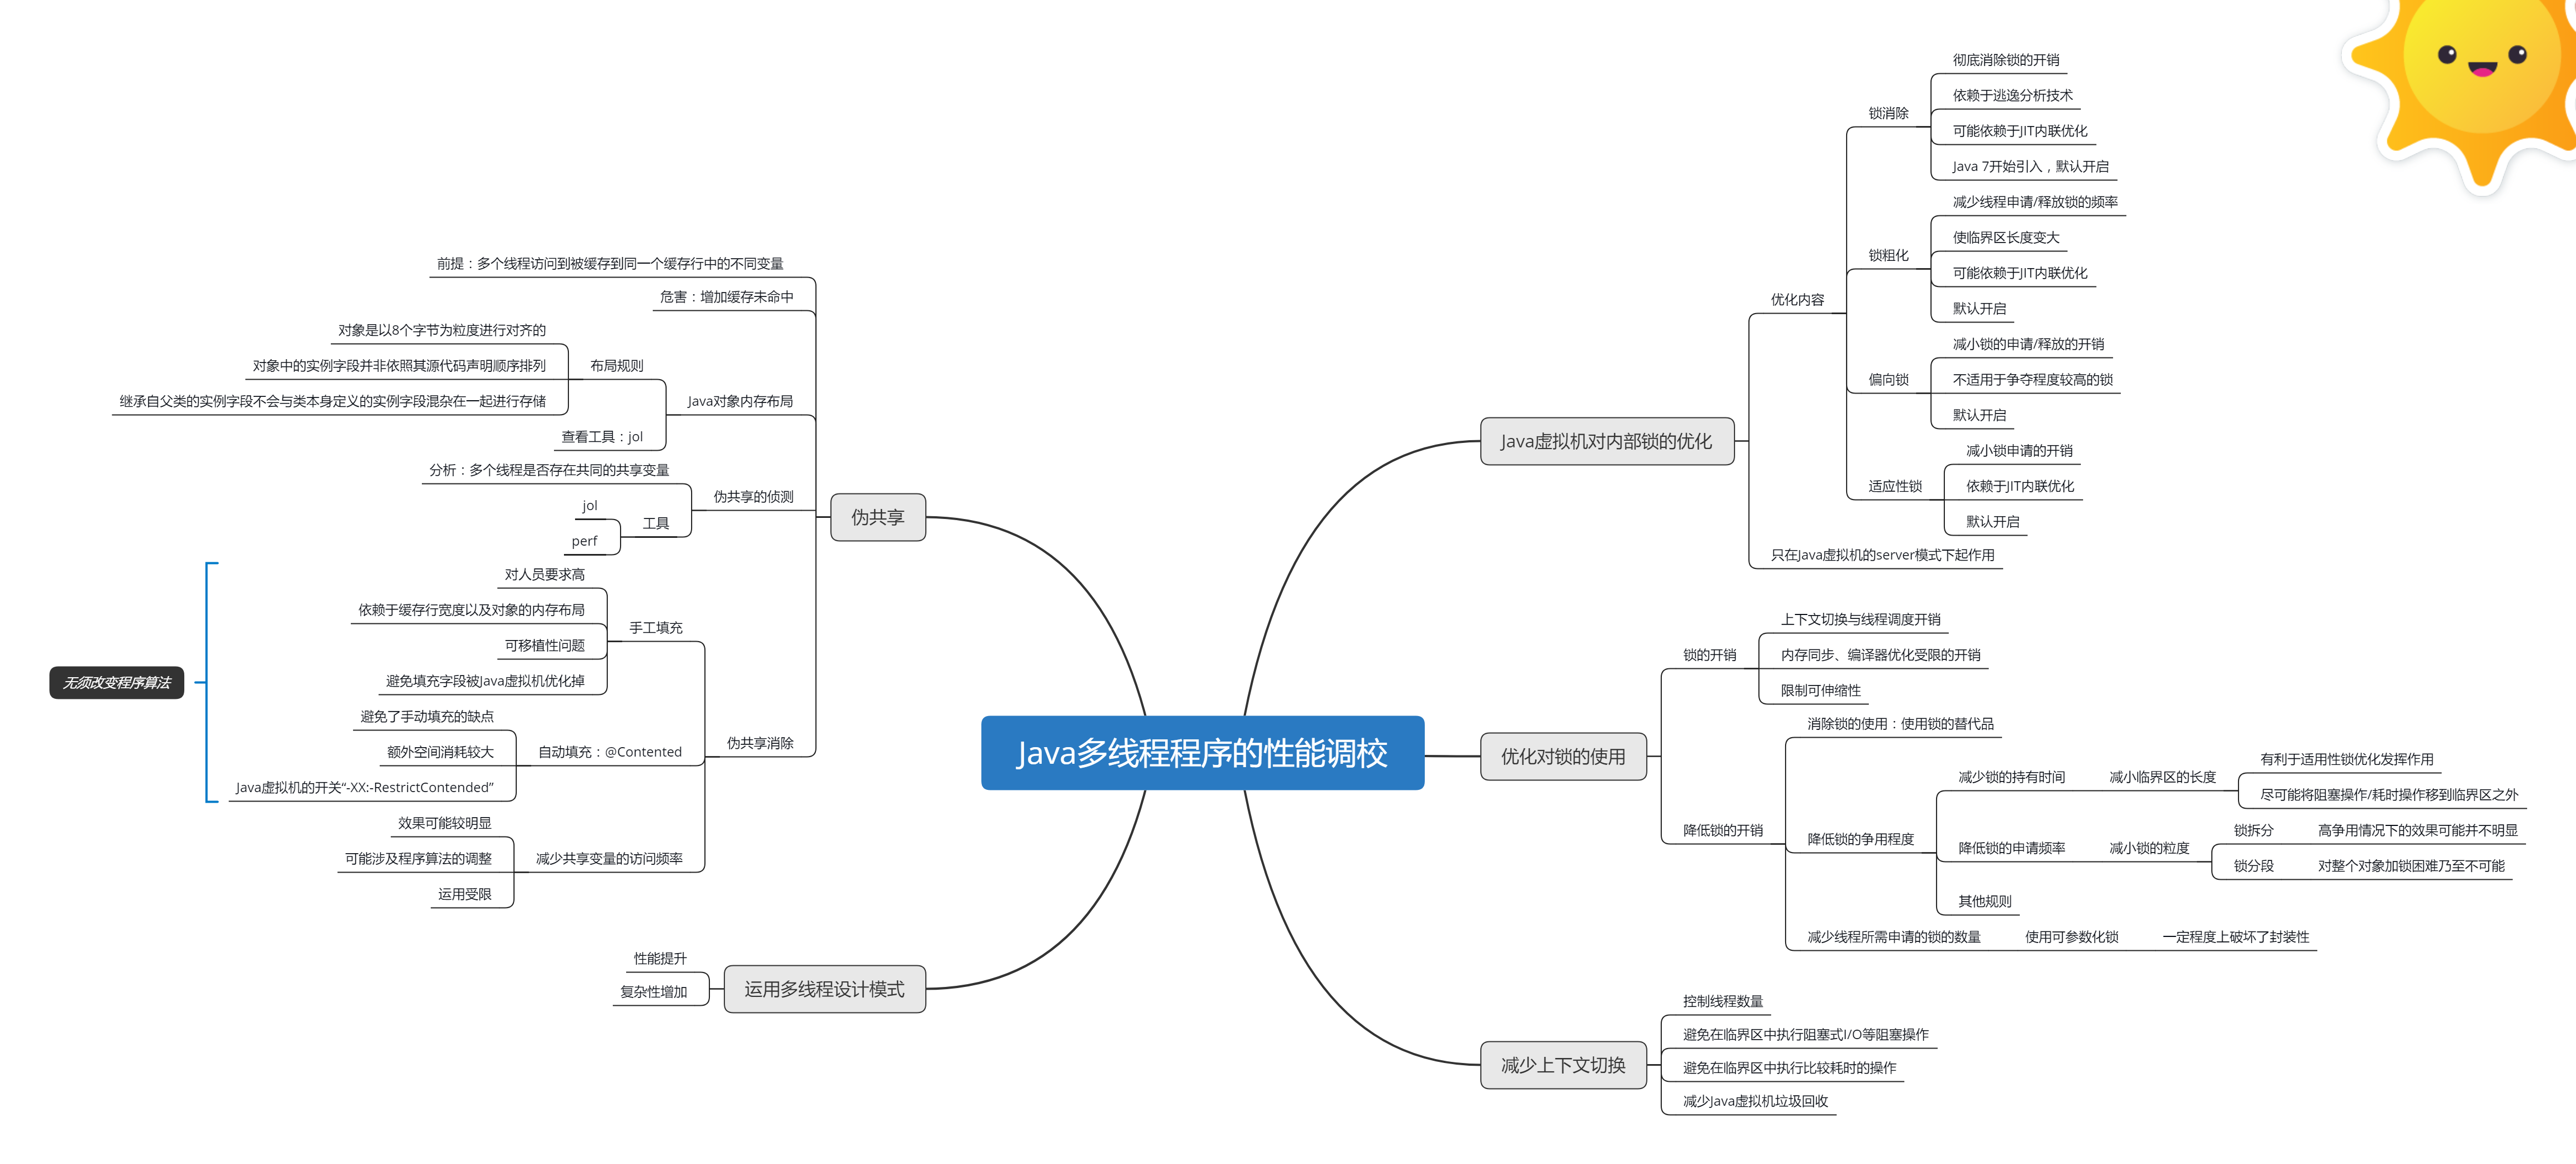 Java多线程程序的性能调校
Java虚拟机对内部锁的优化
优化内容
锁消除
彻底消除锁的开销
依赖于逃逸分析技术
可能依赖于JIT内联优化
Java 7开始引入，默认开启
锁粗化
减少线程申请/释放锁的频率
使临界区长度变大
可能依赖于JIT内联优化
默认开启
偏向锁
减小锁的申请/释放的开销
不适用于争夺程度较高的锁
默认开启
适应性锁
减小锁申请的开销
依赖于JIT内联优化
默认开启
只在Java虚拟机的server模式下起作用
优化对锁的使用
锁的开销
上下文切换与线程调度开销
内存同步、编译器优化受限的开销
限制可伸缩性
降低锁的开销
消除锁的使用：使用锁的替代品
降低锁的争用程度
减少锁的持有时间
减小临界区的长度
有利于适用性锁优化发挥作用
尽可能将阻塞操作/耗时操作移到临界区之外
降低锁的申请频率
减小锁的粒度
锁拆分
高争用情况下的效果可能并不明显
锁分段
对整个对象加锁困难乃至不可能
其他规则
减少线程所需申请的锁的数量
使用可参数化锁
一定程度上破坏了封装性
减少上下文切换
控制线程数量
避免在临界区中执行阻塞式I/O等阻塞操作
避免在临界区中执行比较耗时的操作
减少Java虚拟机垃圾回收
伪共享
前提：多个线程访问到被缓存到同一个缓存行中的不同变量
危害：增加缓存未命中
Java对象内存布局
布局规则
对象是以8个字节为粒度进行对齐的
对象中的实例字段并非依照其源代码声明顺序排列
继承自父类的实例字段不会与类本身定义的实例字段混杂在一起进行存储
查看工具：jol
伪共享的侦测
分析：多个线程是否存在共同的共享变量
工具
jol
perf
伪共享消除
手工填充
对人员要求高
依赖于缓存行宽度以及对象的内存布局
可移植性问题
避免填充字段被Java虚拟机优化掉
自动填充：@Contented
避免了手动填充的缺点
额外空间消耗较大
Java虚拟机的开关“-XX:-RestrictContended”
无须改变程序算法
减少共享变量的访问频率
效果可能较明显
可能涉及程序算法的调整
运用受限
运用多线程设计模式
性能提升
复杂性增加